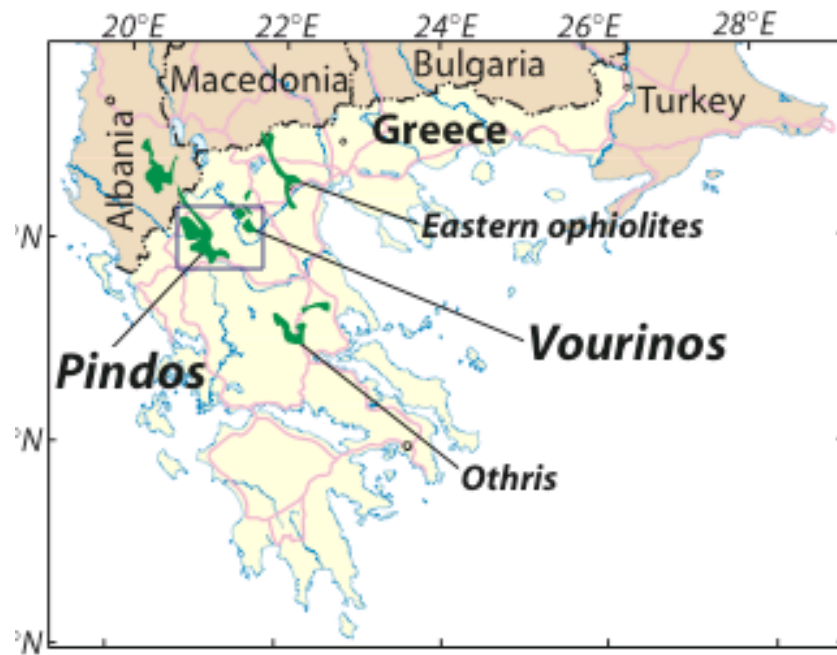 20°E 22°E 24°E 26°E 28°E
Macedonia
Bulgaria
Turkey
Albania
Greece
Eastern ophiolites
°N
Vourinos
Pindos
°N
Othris
°N